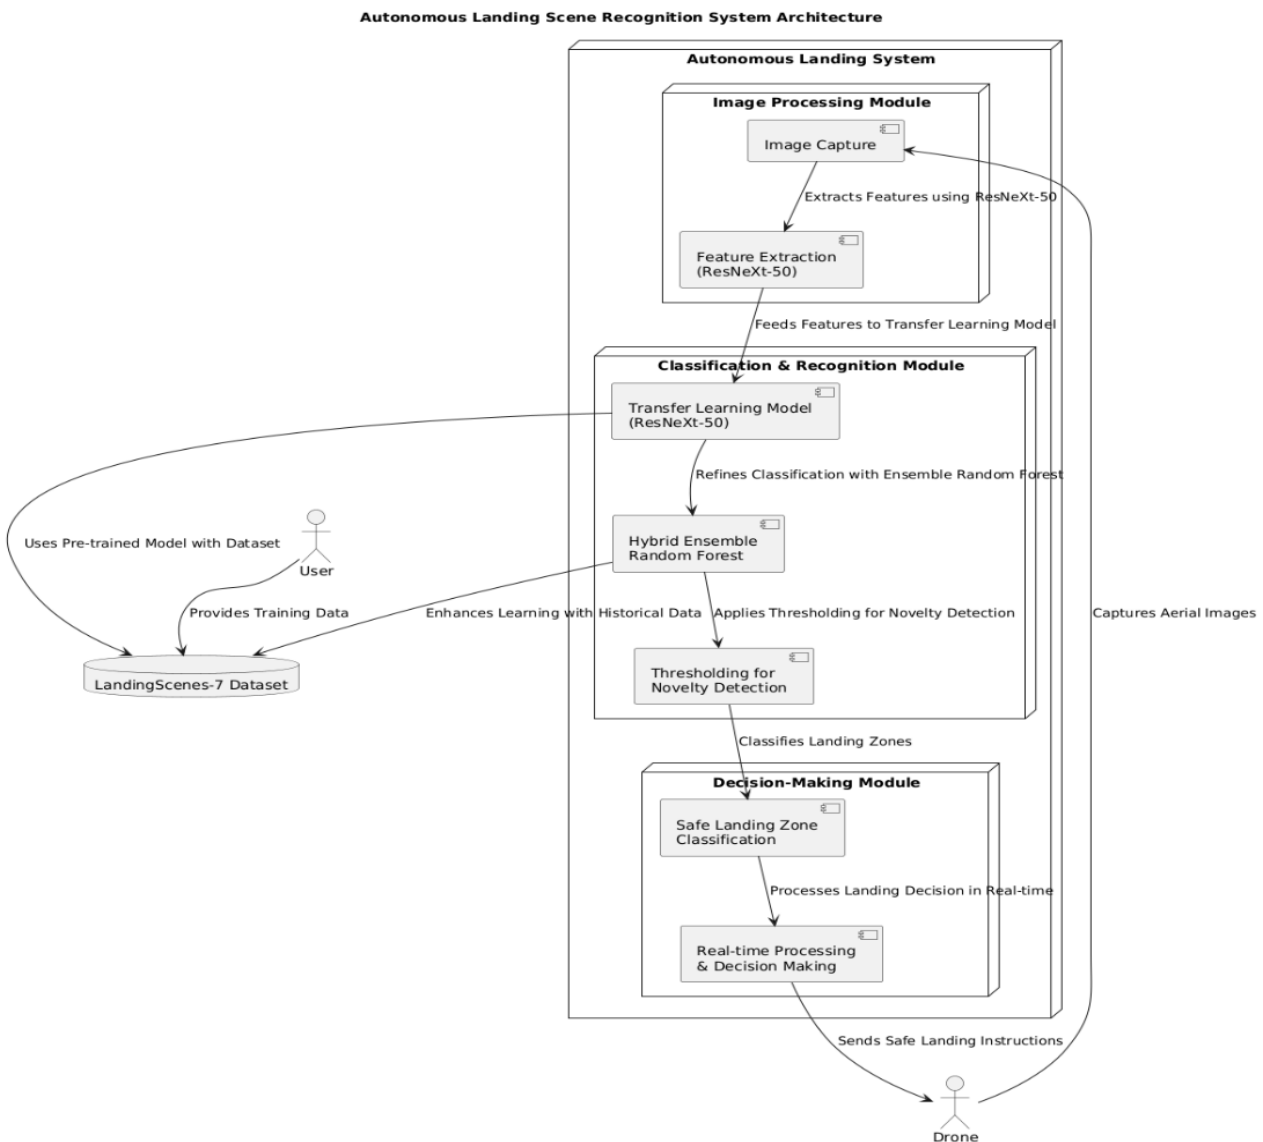 Autonomous Landing Scene Recognition System Architecture
Autonomous Landing System
Image Processing Module
Image Capture
Extracts Features using ResNeXt-50
Feature Extraction
(ResNeXt-50)
Feeds Features to Transfer Learning Model
Classification & Recognition Module
Transfer Learning Model
(ResNeXt-50)
Refines Classification with Ensemble Random Forest
Hybrid Ensemble
Random Forest
Uses Pre-trained Model with Dataset
User
Provides Training Data
Enhances Learning with Historical Data
Applies Thresholding for Novelty Detection
Captures Aerial Images
LandingScenes-7 Dataset
Thresholding for
Novelty Detection
Classifies Landing Zones
Decision-Making Module
Safe Landing Zone
Classification
Processes Landing Decision in Real-time
Real-time Processing
& Decision Making
Sends Safe Landing Instructions
Drone